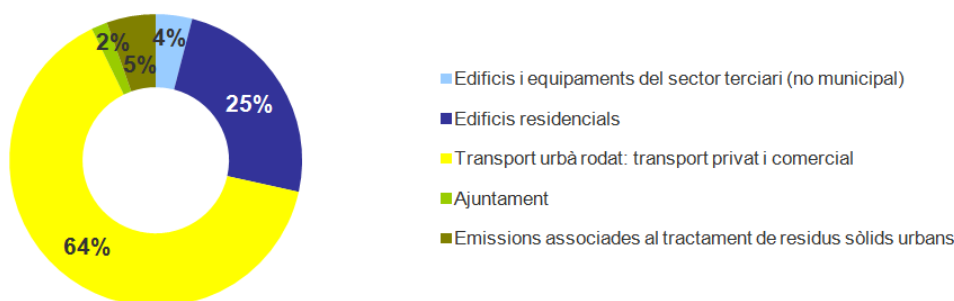 2%
4%
5%
25%
64%
Edificis i equipaments del sector terciari (no municipal)
Edificis residencials
Transport urbà rodat: transport privat i comercial
Ajuntament
Emissions associades al tractament de residus sòlids urbans